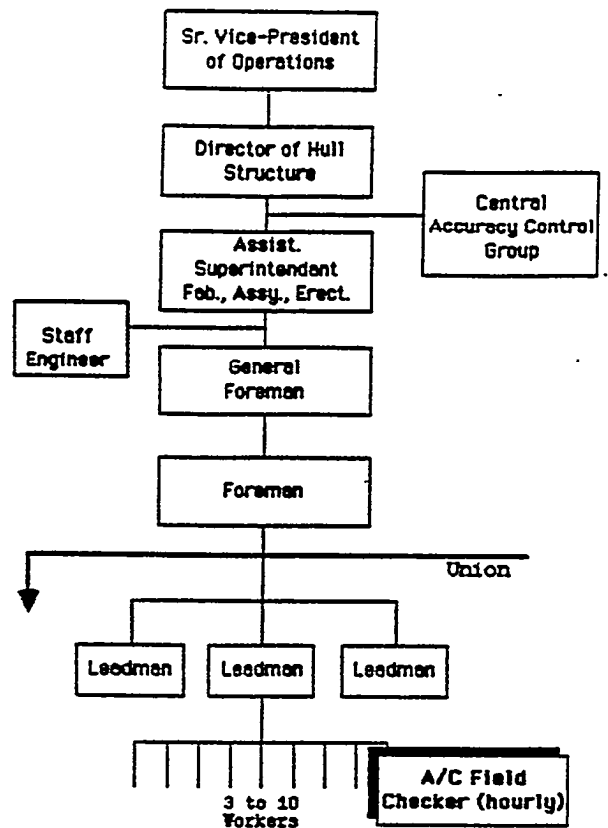 Sr. Vice-President
of Operations
Director of Hull
Structure
Central
Accuracy Control
Group
Assist.
Superintendant
Fab., Assy., Erect.
Staff
Engineer
General
Foreman
Foreman
Union
Leadman
Leadman
Leadman
A/C Field
Checker (hourly)
3 to 10
Workers